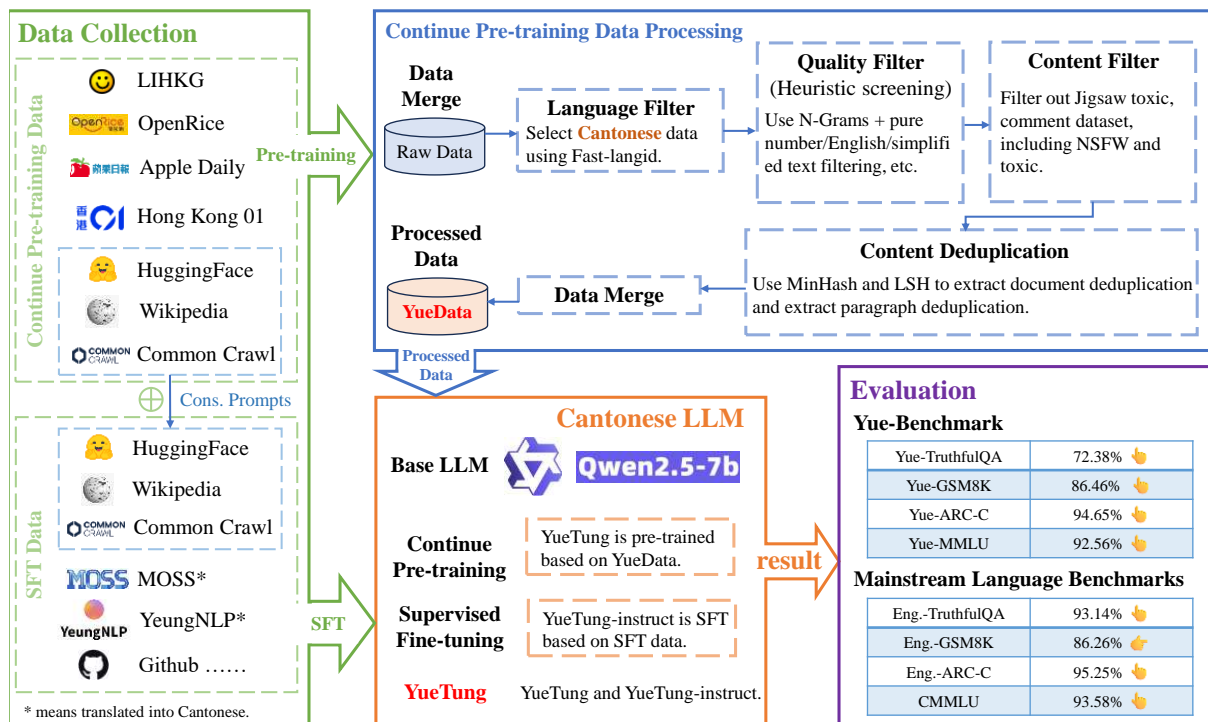 Data Collection
Continue Pre-training Data
LIHKG
OpenRice
OpenRice
蘋果日報
Apple Daily
香港01
Hong Kong 01
HuggingFace
Wikipedia
COMMON
CRAWL
Common Crawl
Cons. Prompts
SFT Data
HuggingFace
Wikipedia
COMMON
CRAWL
Common Crawl
MOSS
MOSS*
YeungNLP
YeungNLP*
Github ……
* means translated into Cantonese.
Pre-training
SFT
Continue Pre-training Data Processing
Data
Merge
Raw Data
Language Filter
Select Cantonese data
using Fast-langid.
Quality Filter
(Heuristic screening)
Use N-Grams + pure
number/English/simplifi
ed text filtering, etc.
Content Filter
Filter out Jigsaw toxic,
comment dataset,
including NSFW and
toxic.
Content Deduplication
Use MinHash and LSH to extract document deduplication
and extract paragraph deduplication.
Data Merge
Processed
Data
YueData
Processed
Data
Cantonese LLM
Base LLM
Qwen2.5-7b
Continue
Pre-training
YueTung is pre-trained
based on YueData.
Supervised
Fine-tuning
YueTung-instruct is SFT
based on SFT data.
YueTung
YueTung and YueTung-instruct.
result
Evaluation
Yue-Benchmark
Yue-TruthfulQA 72.38%
Yue-GSM8K 86.46%
Yue-ARC-C 94.65%
Yue-MMLU 92.56%
Mainstream Language Benchmarks
Eng.-TruthfulQA 93.14%
Eng.-GSM8K 86.26%
Eng.-ARC-C 95.25%
CMMLU 93.58%